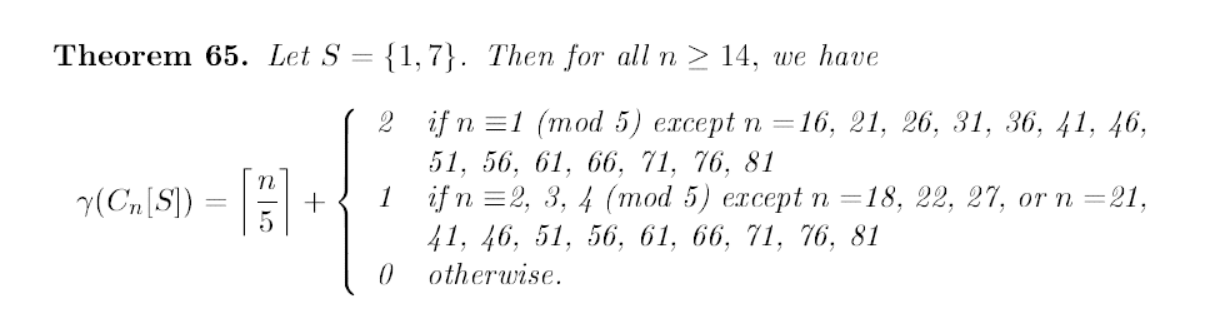 Theorem 65. Let S = {1, 7}. Then for all n ≥ 14, we have
2 if n ≡1 (mod 5) except n =16, 21, 26, 31, 36, 41, 46,
51, 56, 61, 66, 71, 76, 81
γ(Cn[S]) = ⌈n/5⌉ + { 1 if n ≡2, 3, 4 (mod 5) except n =18, 22, 27, or n =21,
41, 46, 51, 56, 61, 66, 71, 76, 81
0 otherwise.